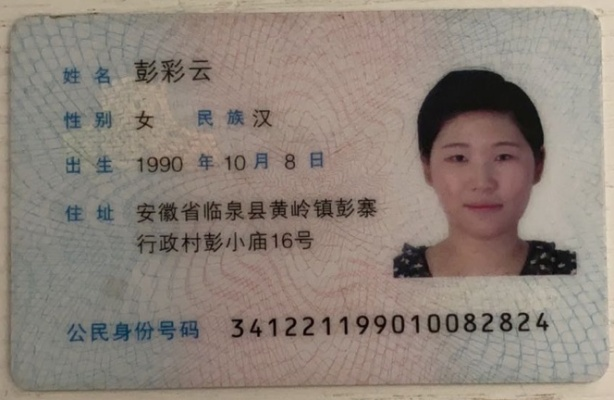 姓名 彭彩云
性别 女 民族 汉
出生 1990 年 10 月 8 日
住址 安徽省临泉县黄岭镇彭寨
行政村彭小庙16号
公民身份号码 341221199010082824